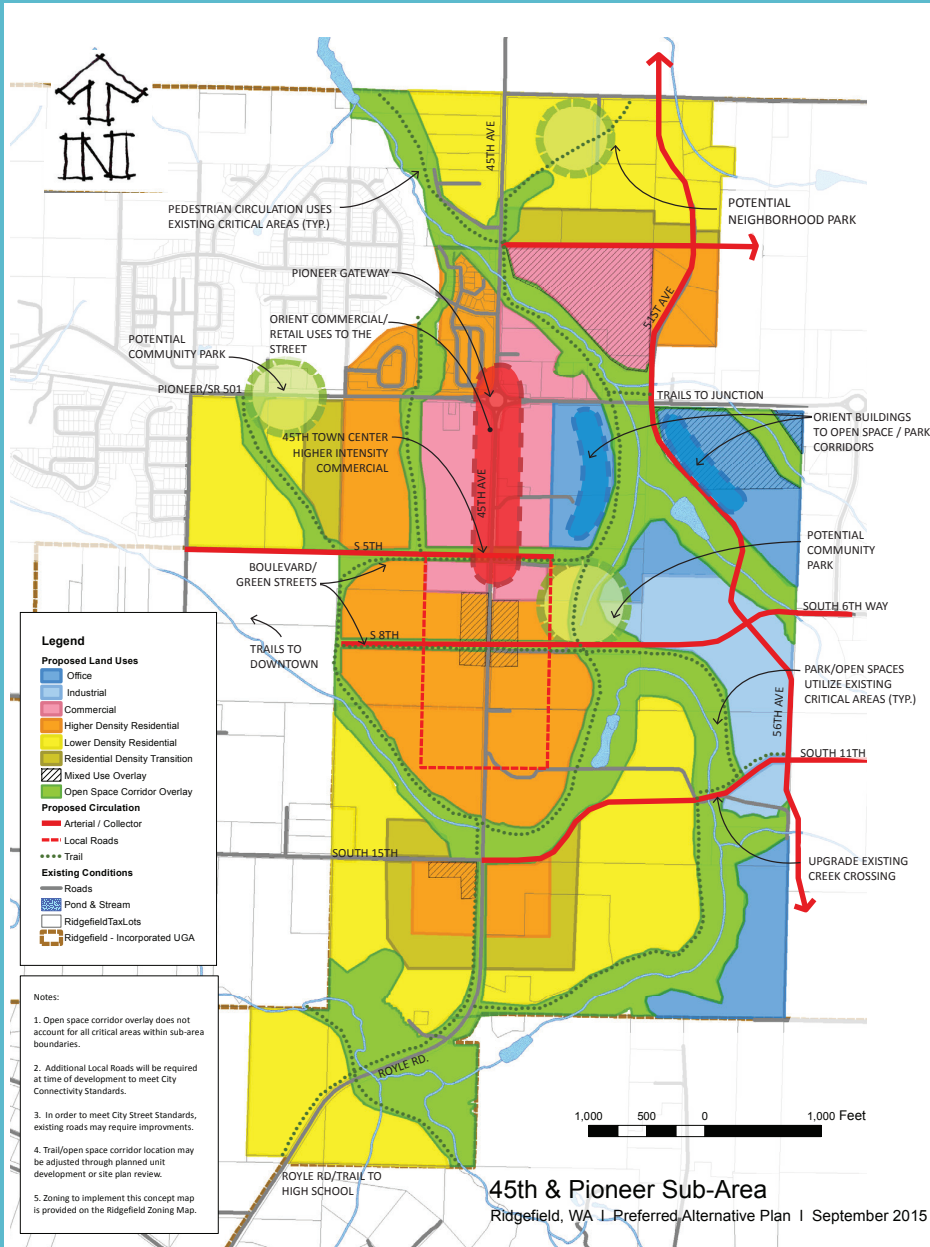 N
45TH AVE
PEDESTRIAN CIRCULATION USES
EXISTING CRITICAL AREAS (TYP.)
POTENTIAL
NEIGHBORHOOD PARK
PIONEER GATEWAY
ORIENT COMMERCIAL/
RETAIL USES TO THE
STREET
51ST AVE
POTENTIAL
COMMUNITY PARK
PIONEER/SR 501
TRAILS TO JUNCTION
ORIENT BUILDINGS
TO OPEN SPACE / PARK
CORRIDORS
45TH TOWN CENTER
HIGHER INTENSITY
COMMERCIAL
45TH AVE
S 5TH
BOULEVARD/
GREEN STREETS
POTENTIAL
COMMUNITY
PARK
SOUTH 6TH WAY
S 8TH
TRAILS TO
DOWNTOWN
PARK/OPEN SPACES
UTILIZE EXISTING
CRITICAL AREAS (TYP.)
56TH AVE
SOUTH 11TH
SOUTH 15TH
UPGRADE EXISTING
CREEK CROSSING
ROYLE RD.
ROYLE RD/TRAIL TO
HIGH SCHOOL
Legend
Proposed Land Uses
Office
Industrial
Commercial
Higher Density Residential
Lower Density Residential
Residential Density Transition
Mixed Use Overlay
Open Space Corridor Overlay
Proposed Circulation
Arterial / Collector
Local Roads
Trail
Existing Conditions
Roads
Pond & Stream
RidgefieldTaxLots
Ridgefield - Incorporated UGA
Notes:
1. Open space corridor overlay does not
account for all critical areas within sub-area
boundaries.
2. Additional Local Roads will be required
at time of development to meet City
Connectivity Standards.
3. In order to meet City Street Standards,
existing roads may require improvments.
4. Trail/open space corridor location may
be adjusted through planned unit
development or site plan review.
5. Zoning to implement this concept map
is provided on the Ridgefield Zoning Map.
1,000 500 0 1,000 Feet
45th & Pioneer Sub-Area
Ridgefield, WA I Preferred Alternative Plan I September 2015